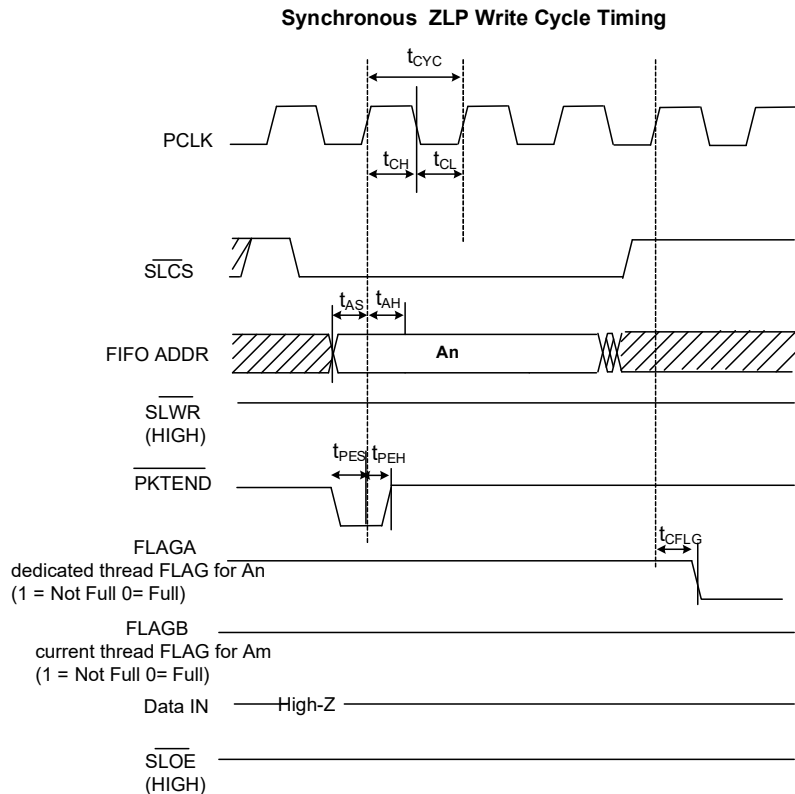 Synchronous ZLP Write Cycle Timing
tCYC
PCLK
tCH
tCL
SLCS
tAS
tAH
FIFO ADDR
An
SLWR
(HIGH)
tPES
tPEH
PKTEND
FLAGA
dedicated thread FLAG for An
(1 = Not Full 0= Full)
tCFLG
FLAGB
current thread FLAG for Am
(1 = Not Full 0= Full)
Data IN
High-Z
SLOE
(HIGH)